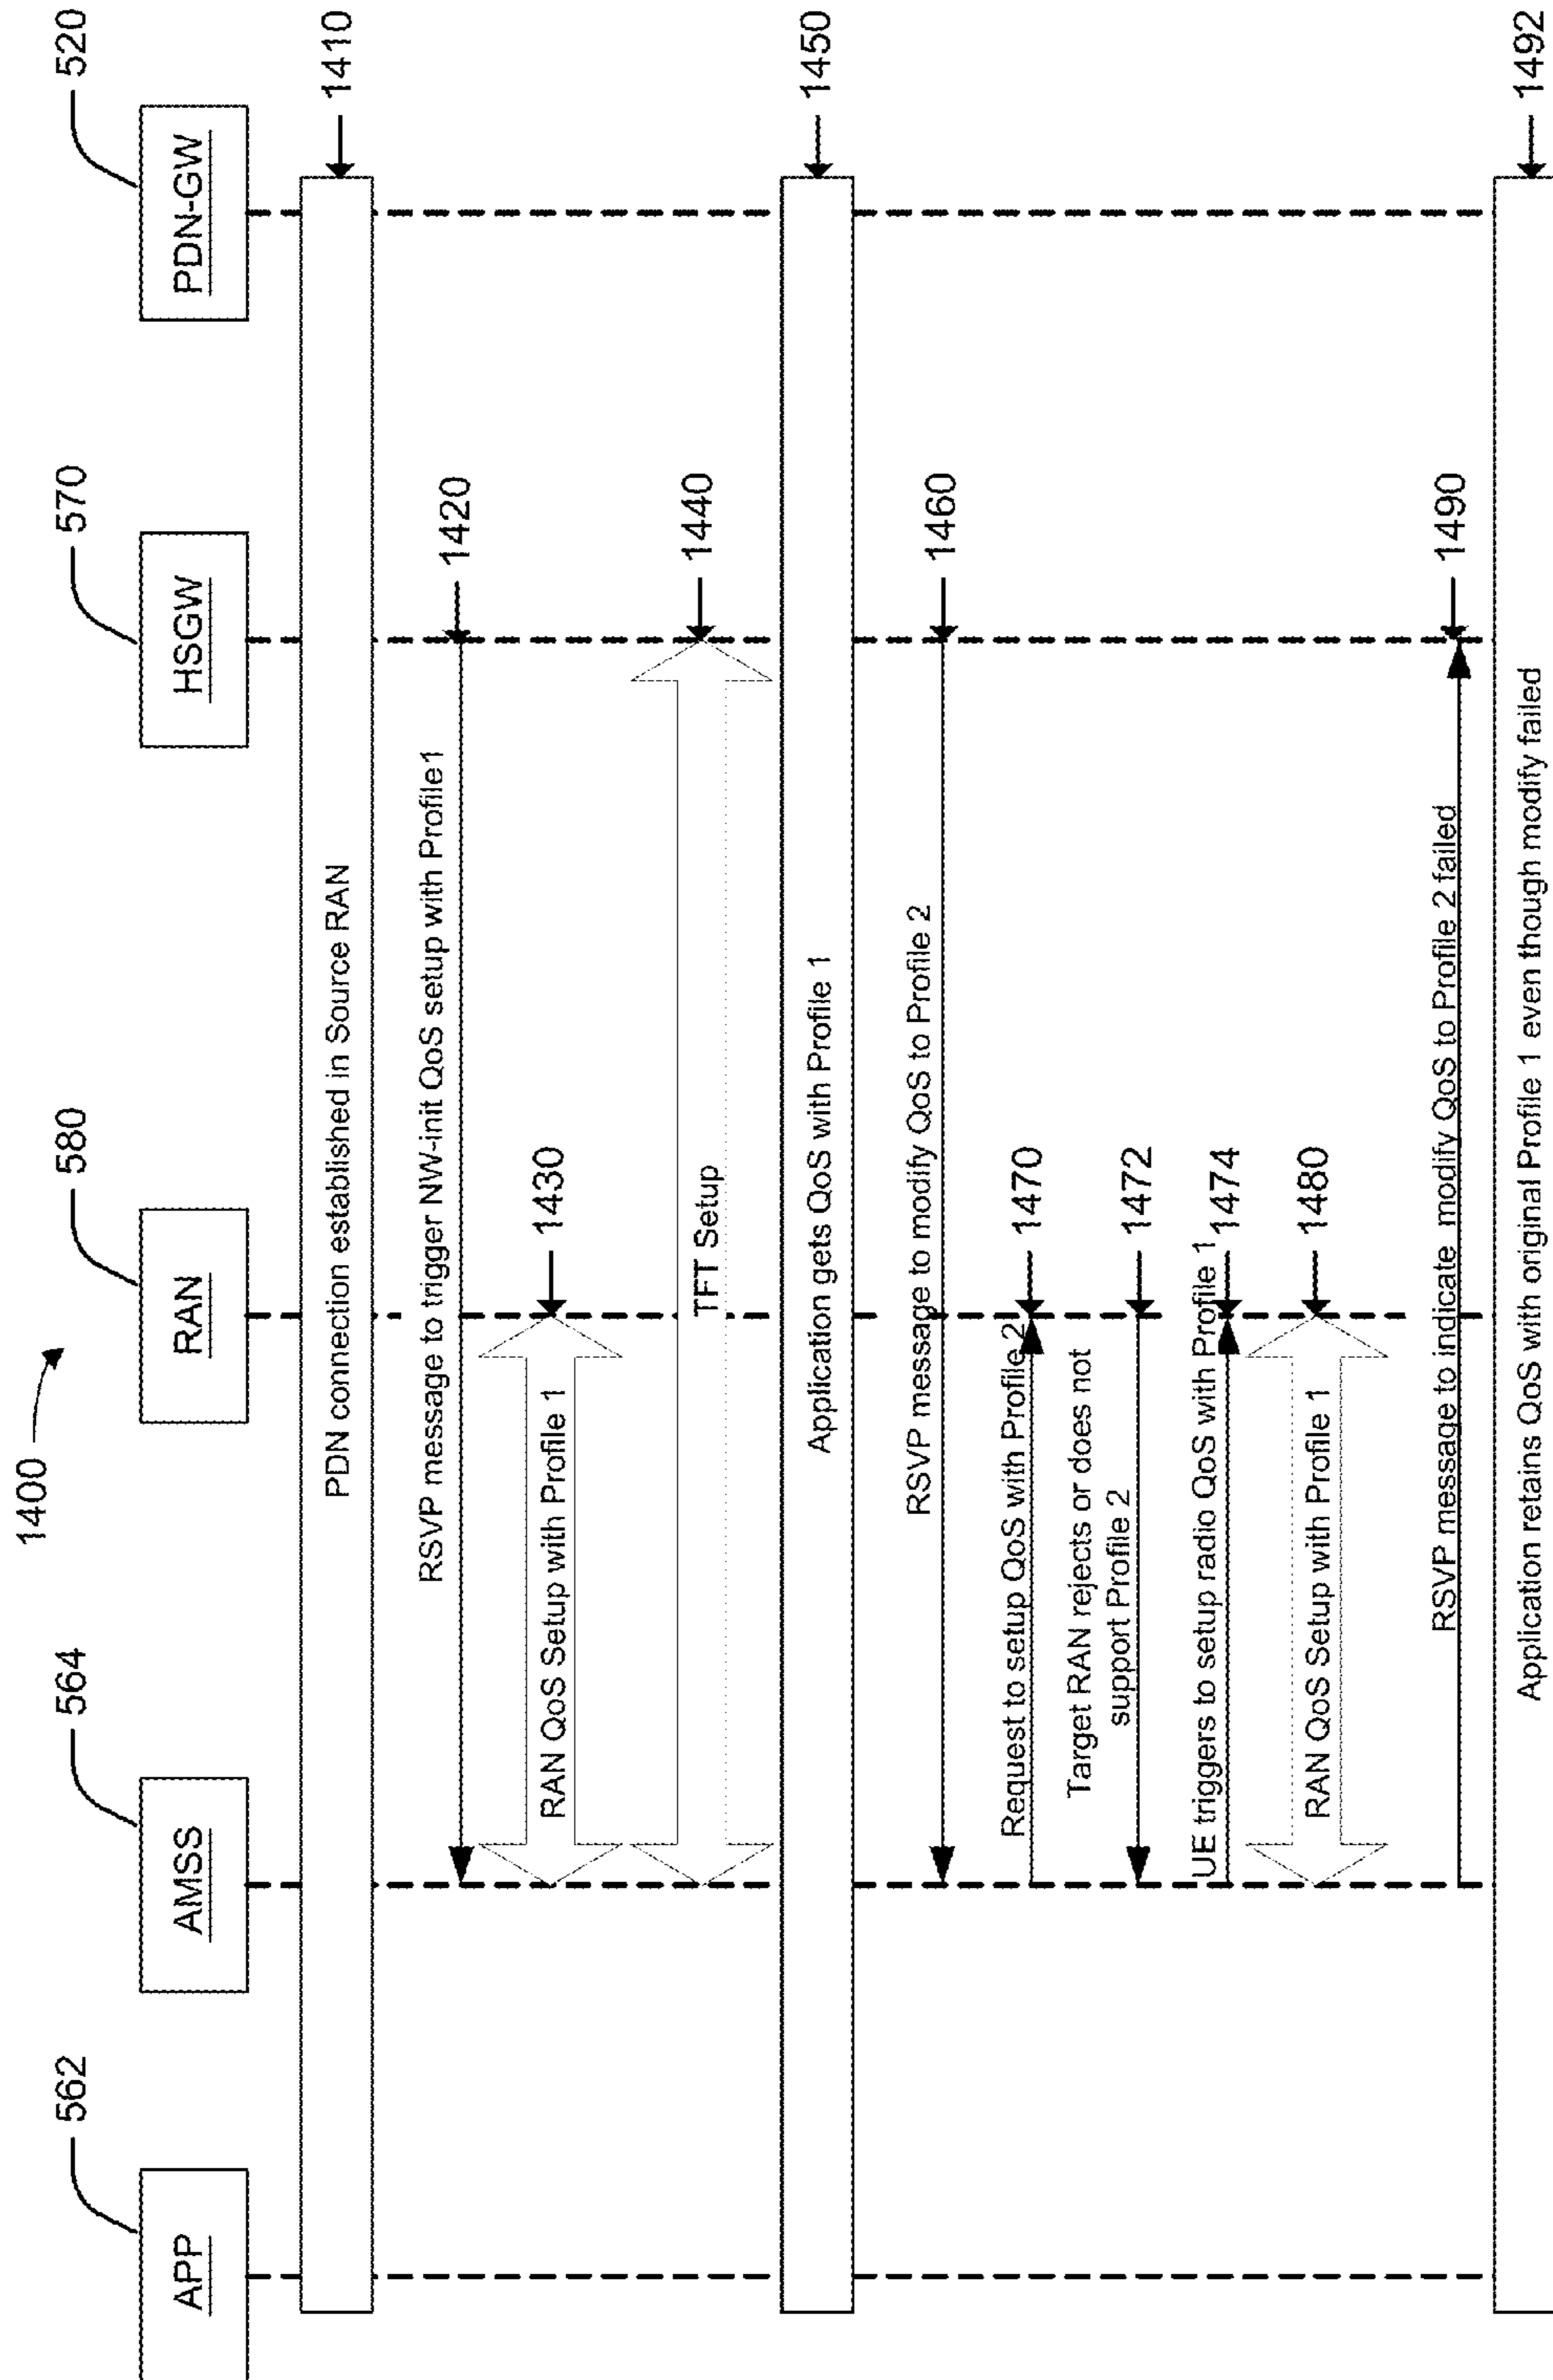 1400
562
564
580
570
520
APP
AMSS
RAN
HSGW
PDN-GW
PDN connection established in Source RAN
1410
RSVP message to trigger NW-init QoS setup with Profile1
1420
RAN QoS Setup with Profile 1
1430
TFT Setup
1440
Application gets QoS with Profile 1
1450
RSVP message to modify QoS to Profile 2
1460
Request to setup QoS with Profile 2
1470
Target RAN rejects or does not
support Profile 2
1472
UE triggers to setup radio QoS with Profile 1
1474
RAN QoS Setup with Profile 1
1480
RSVP message to indicate modify QoS to Profile 2 failed
1490
Application retains QoS with original Profile 1 even though modify failed
1492